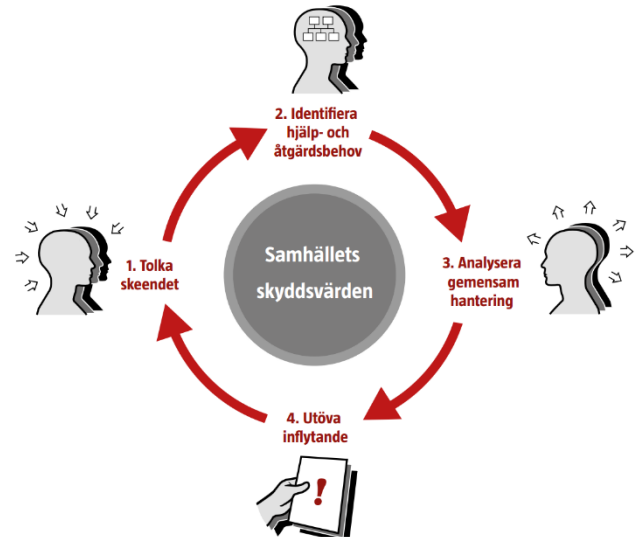 2. Identifiera
hjälp- och
åtgärdsbehov
1. Tolka
skeendet
Samhällets
skyddsvärden
3. Analysera
gemensam
hantering
4. Utöva
inflytande
!